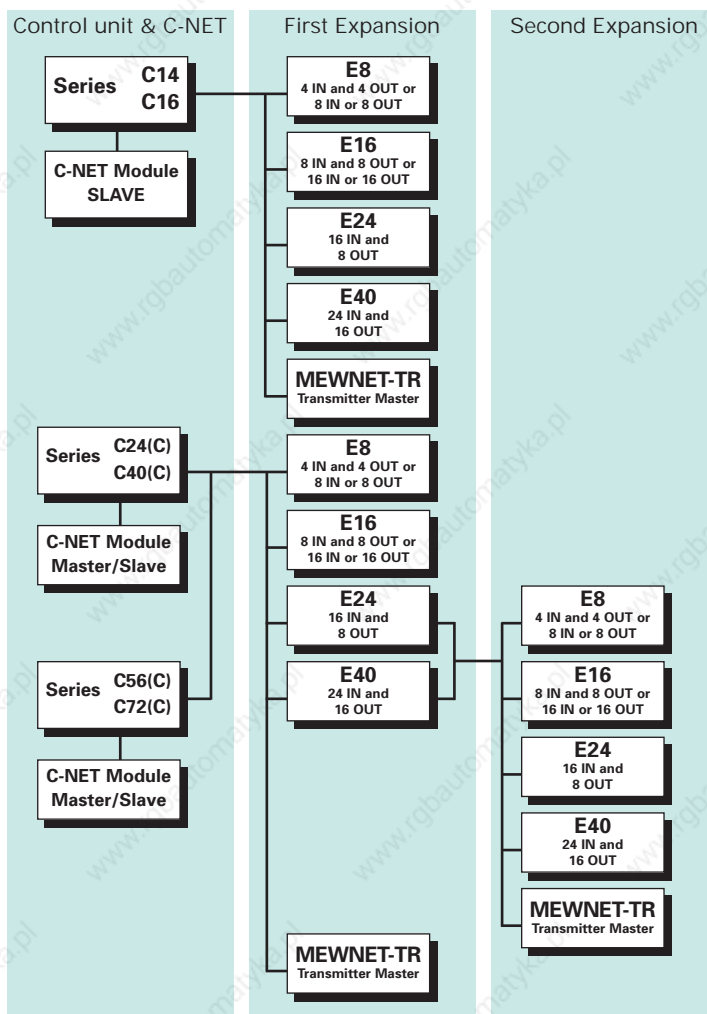 Control unit & C-NET
First Expansion
Second Expansion
Series C14
C16
C-NET Module
SLAVE
E8
4 IN and 4 OUT or
8 IN or 8 OUT
E16
8 IN and 8 OUT or
16 IN or 16 OUT
E24
16 IN and
8 OUT
E40
24 IN and
16 OUT
MEWNET-TR
Transmitter Master
Series C24(C)
C40(C)
C-NET Module
Master/Slave
Series C56(C)
C72(C)
C-NET Module
Master/Slave
E8
4 IN and 4 OUT or
8 IN or 8 OUT
E16
8 IN and 8 OUT or
16 IN or 16 OUT
E24
16 IN and
8 OUT
E40
24 IN and
16 OUT
MEWNET-TR
Transmitter Master
E8
4 IN and 4 OUT or
8 IN or 8 OUT
E16
8 IN and 8 OUT or
16 IN or 16 OUT
E24
16 IN and
8 OUT
E40
24 IN and
16 OUT
MEWNET-TR
Transmitter Master
www.rgbautomatyka.pl